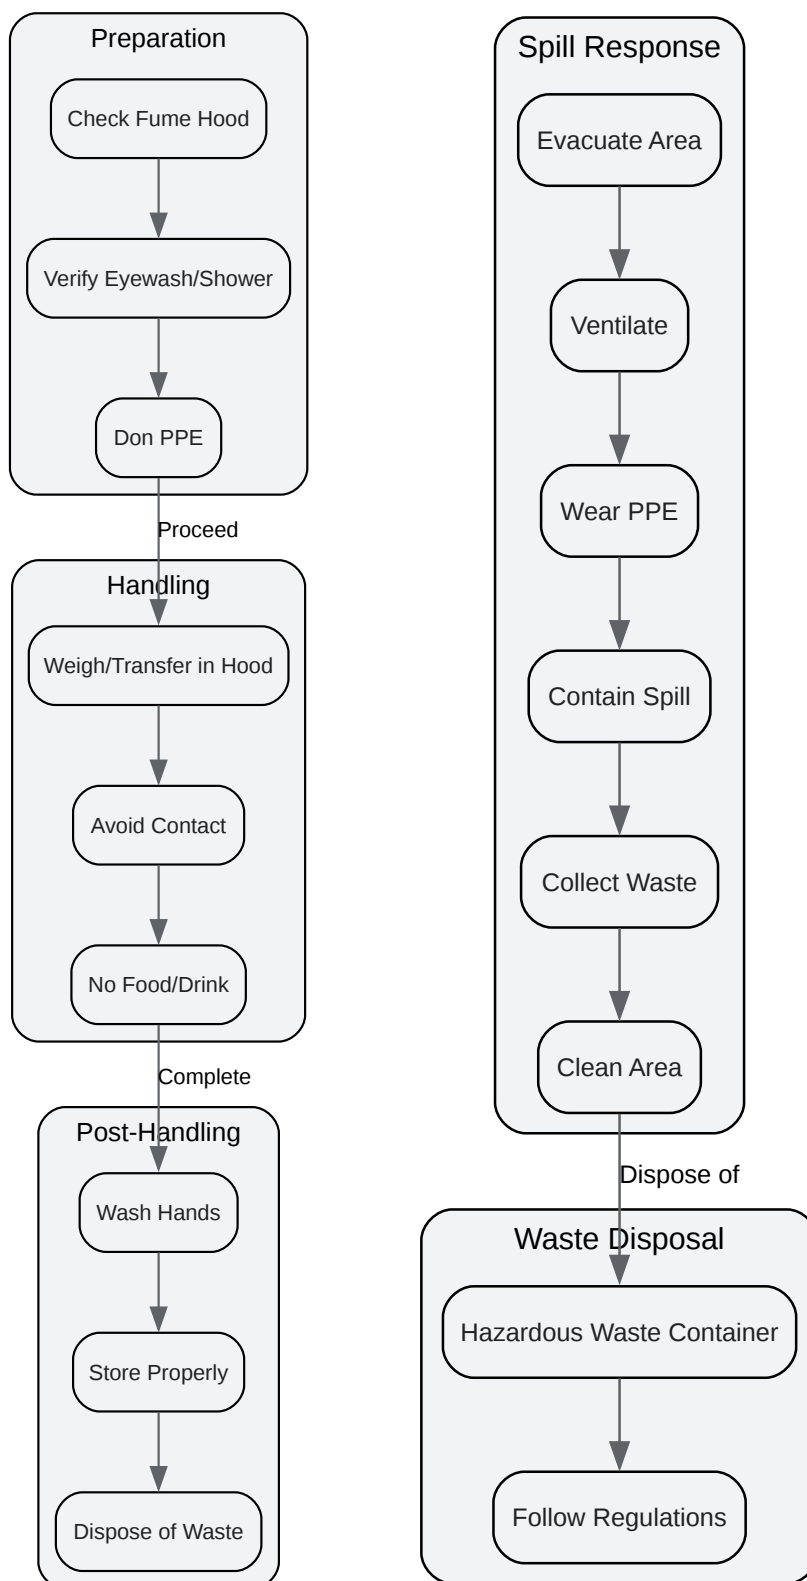 Preparation
Check Fume Hood
Verify Eyewash/Shower
Don PPE
Proceed
Handling
Weigh/Transfer in Hood
Avoid Contact
No Food/Drink
Complete
Post-Handling
Wash Hands
Store Properly
Dispose of Waste
Spill Response
Evacuate Area
Ventilate
Wear PPE
Contain Spill
Collect Waste
Clean Area
Dispose of
Waste Disposal
Hazardous Waste Container
Follow Regulations